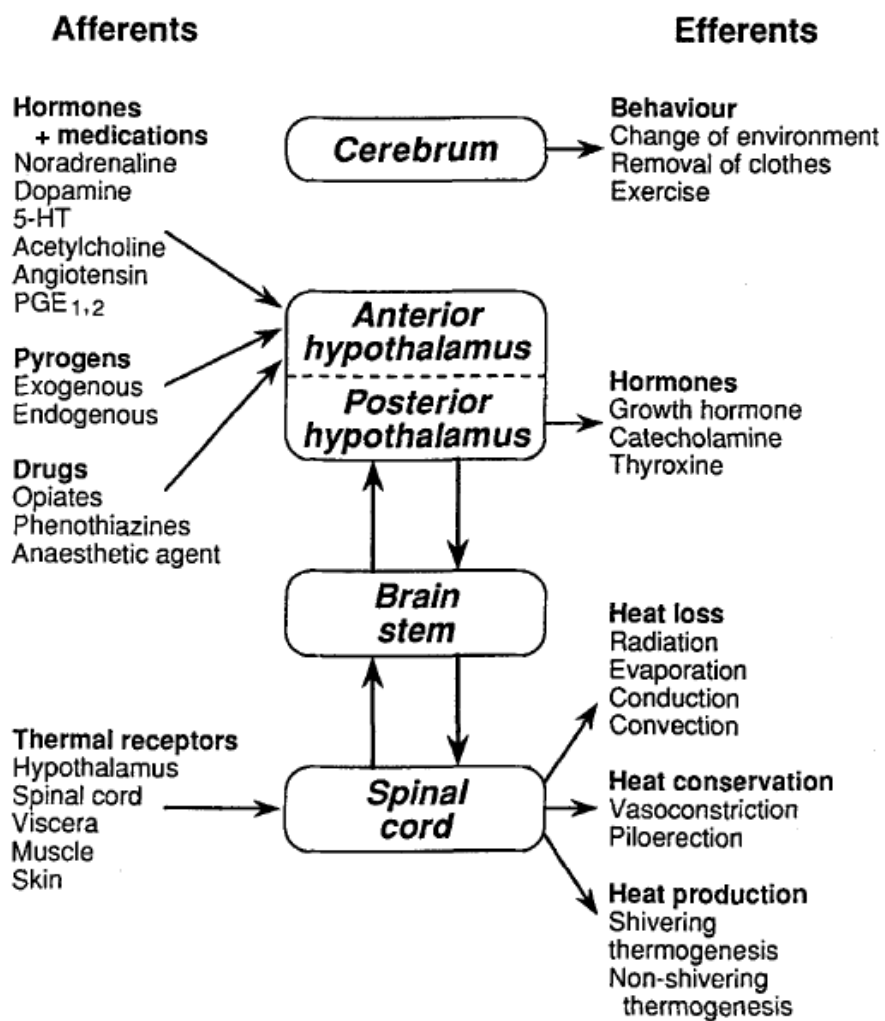 Afferents
Efferents
Hormones
+ medications
Noradrenaline
Dopamine
5-HT
Acetylcholine
Angiotensin
PGE1,2
Pyrogens
Exogenous
Endogenous
Drugs
Opiates
Phenothiazines
Anaesthetic agent
Thermal receptors
Hypothalamus
Spinal cord
Viscera
Muscle
Skin
Cerebrum
Anterior
hypothalamus
Posterior
hypothalamus
Brain
stem
Spinal
cord
Behaviour
Change of environment
Removal of clothes
Exercise
Hormones
Growth hormone
Catecholamine
Thyroxine
Heat loss
Radiation
Evaporation
Conduction
Convection
Heat conservation
Vasoconstriction
Piloerection
Heat production
Shivering
thermogenesis
Non-shivering
thermogenesis